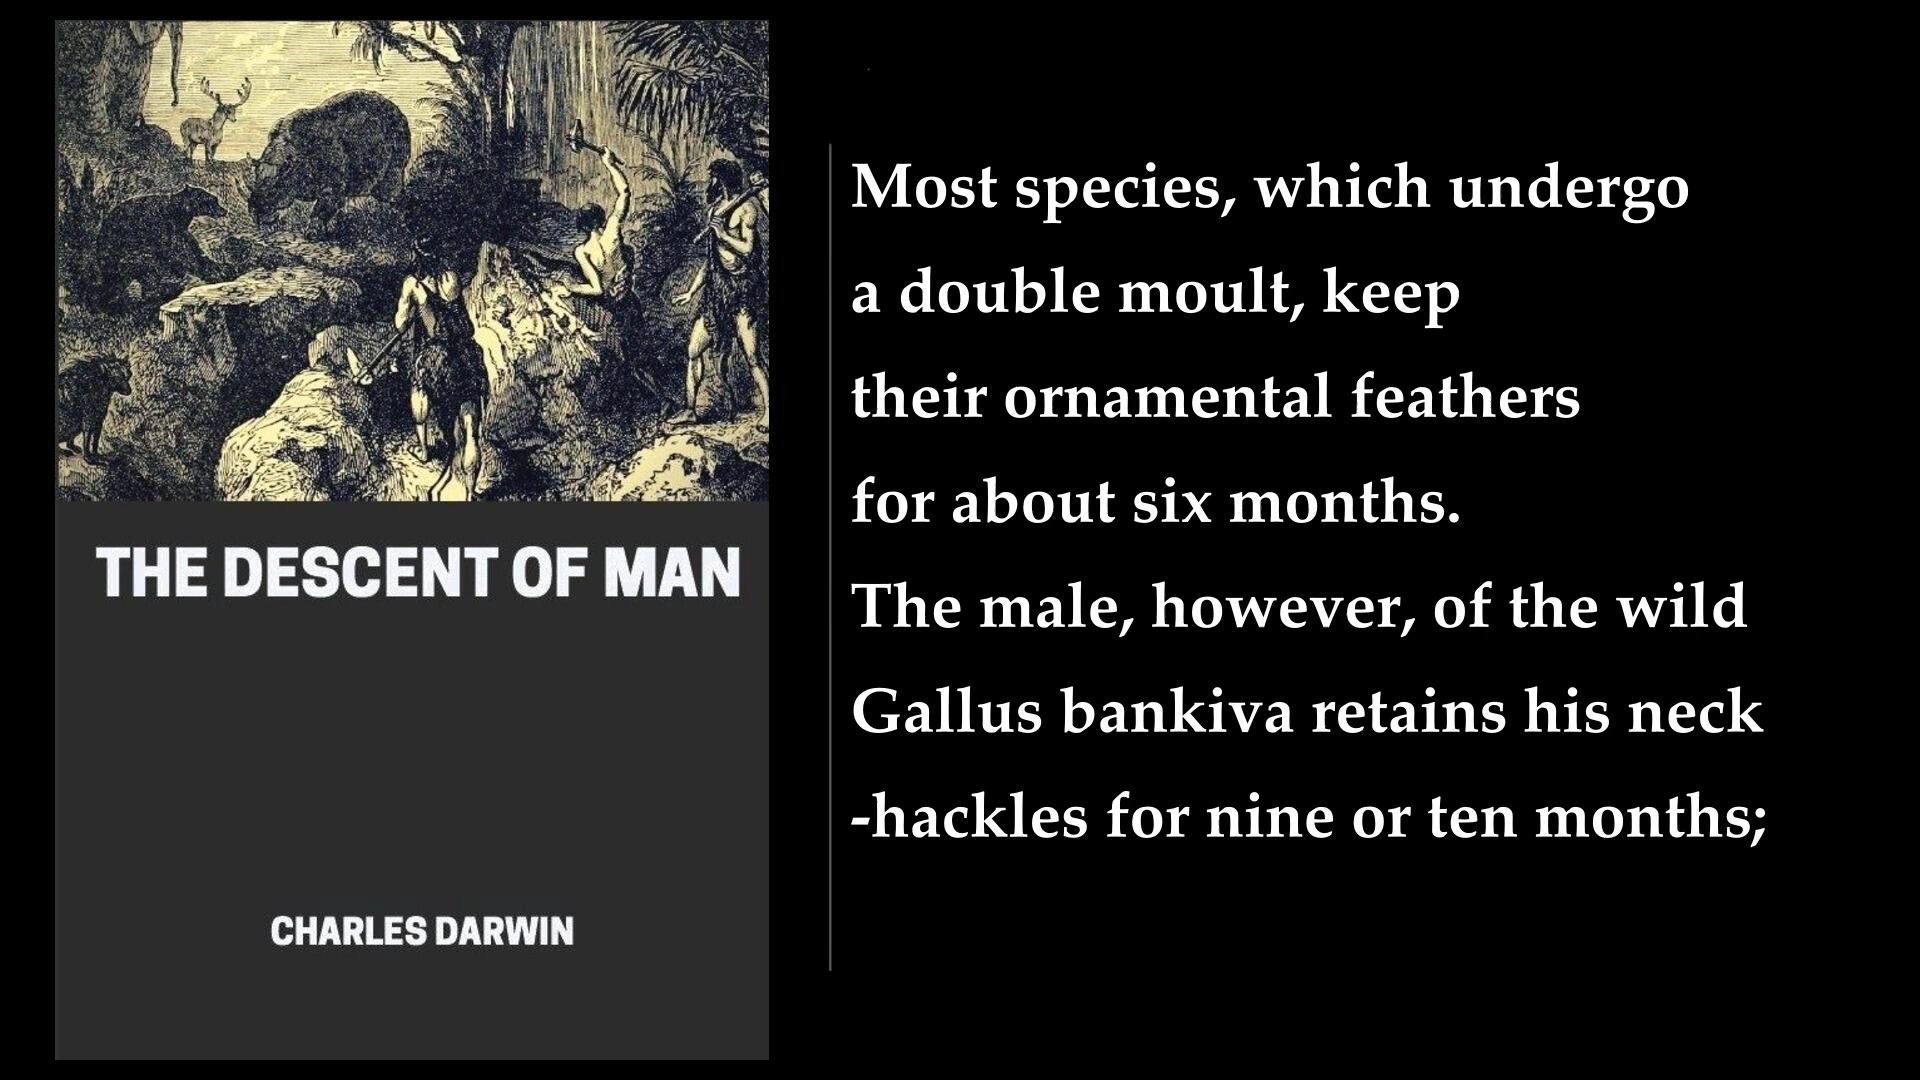 THE DESCENT OF MAN
CHARLES DARWIN
Most species, which undergo
a double moult, keep
their ornamental feathers
for about six months.
The male, however, of the wild
Gallus bankiva retains his neck
-hackles for nine or ten months;